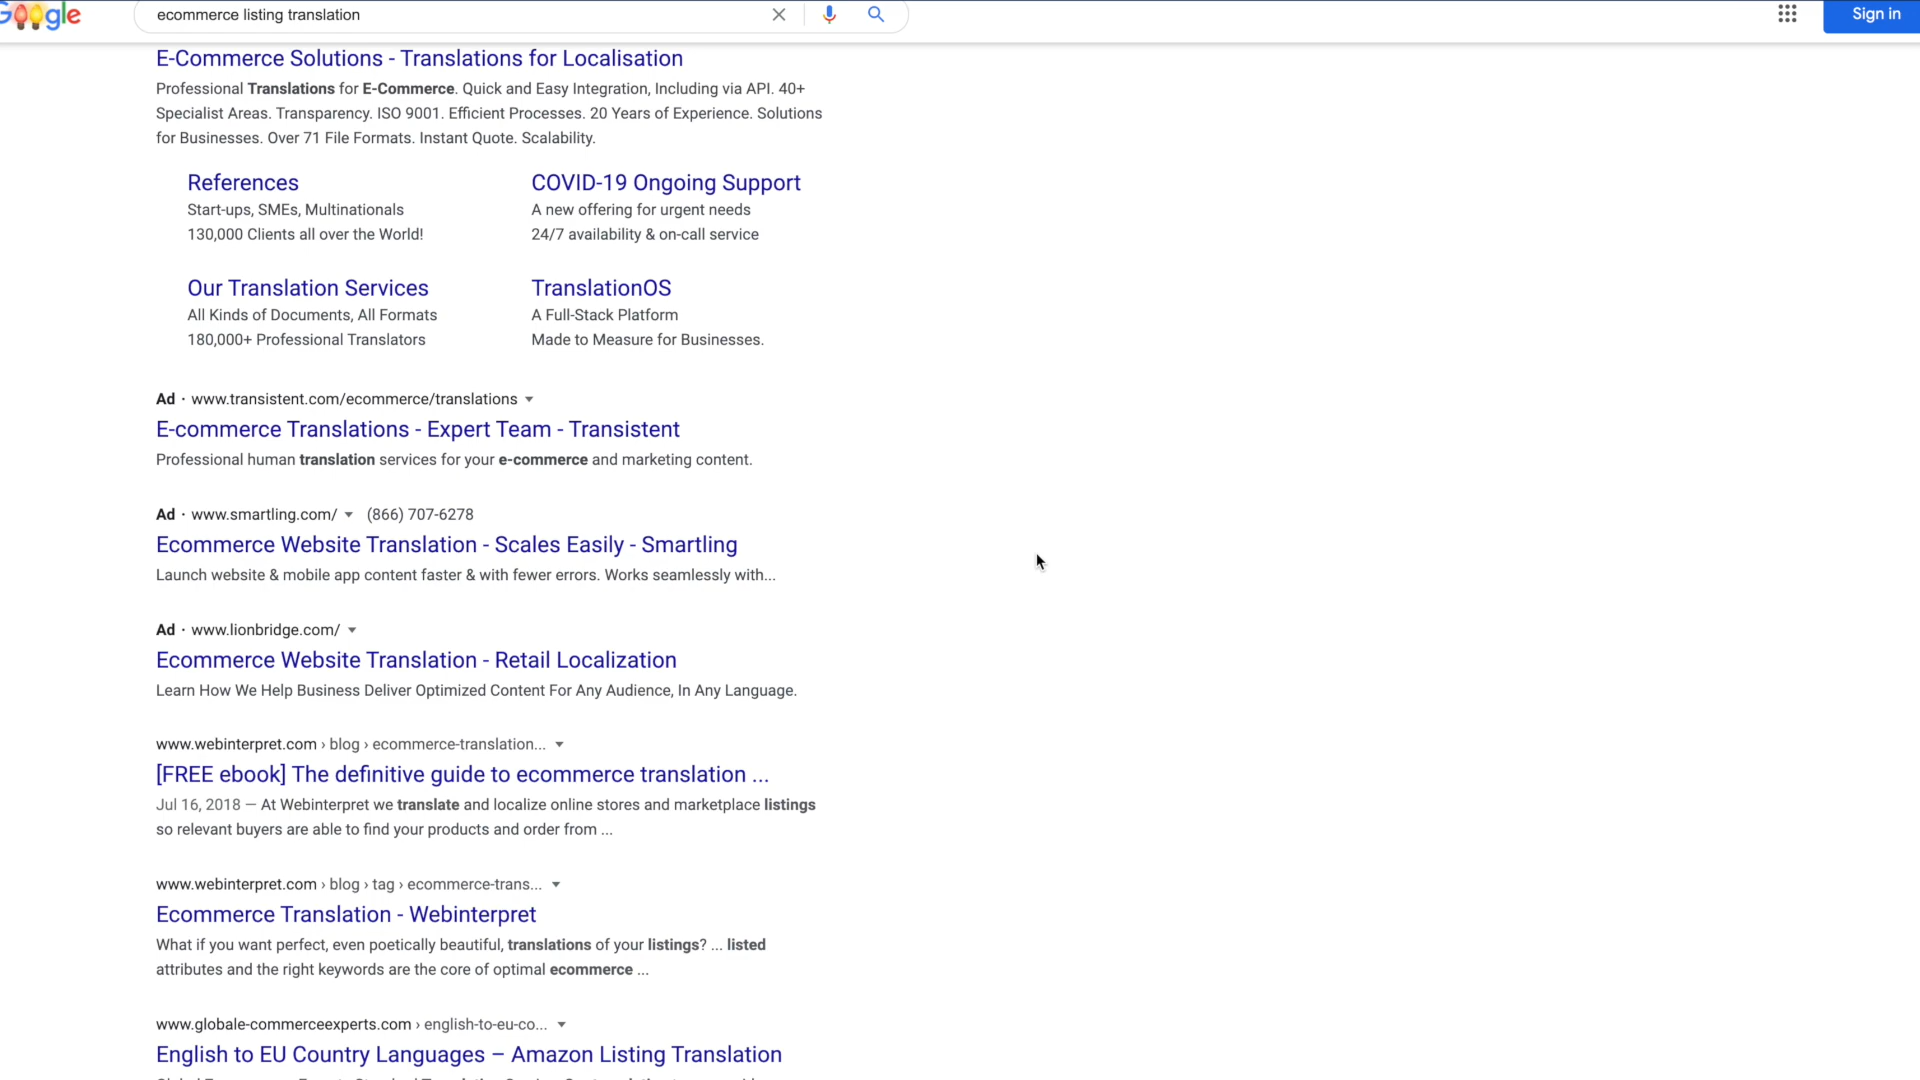 Google
ecommerce listing translation
Sign in
E-Commerce Solutions - Translations for Localisation
Professional Translations for E-Commerce. Quick and Easy Integration, Including via API. 40+
Specialist Areas. Transparency. ISO 9001. Efficient Processes. 20 Years of Experience. Solutions
for Businesses. Over 71 File Formats. Instant Quote. Scalability.
References
Start-ups, SMEs, Multinationals
130,000 Clients all over the World!
COVID-19 Ongoing Support
A new offering for urgent needs
24/7 availability & on-call service
Our Translation Services
All Kinds of Documents, All Formats
180,000+ Professional Translators
TranslationOS
A Full-Stack Platform
Made to Measure for Businesses.
Ad · www.transistent.com/ecommerce/translations
E-commerce Translations - Expert Team - Transistent
Professional human translation services for your e-commerce and marketing content.
Ad · www.smartling.com/ (866) 707-6278
Ecommerce Website Translation - Scales Easily - Smartling
Launch website & mobile app content faster & with fewer errors. Works seamlessly with...
Ad · www.lionbridge.com/
Ecommerce Website Translation - Retail Localization
Learn How We Help Business Deliver Optimized Content For Any Audience, In Any Language.
www.webinterpret.com › blog › ecommerce-translation...
[FREE ebook] The definitive guide to ecommerce translation ...
Jul 16, 2018 — At Webinterpret we translate and localize online stores and marketplace listings
so relevant buyers are able to find your products and order from ...
www.webinterpret.com › blog › tag › ecommerce-trans...
Ecommerce Translation - Webinterpret
What if you want perfect, even poetically beautiful, translations of your listings? ... listed
attributes and the right keywords are the core of optimal ecommerce ...
www.globale-commerceexperts.com › english-to-eu-co...
English to EU Country Languages – Amazon Listing Translation